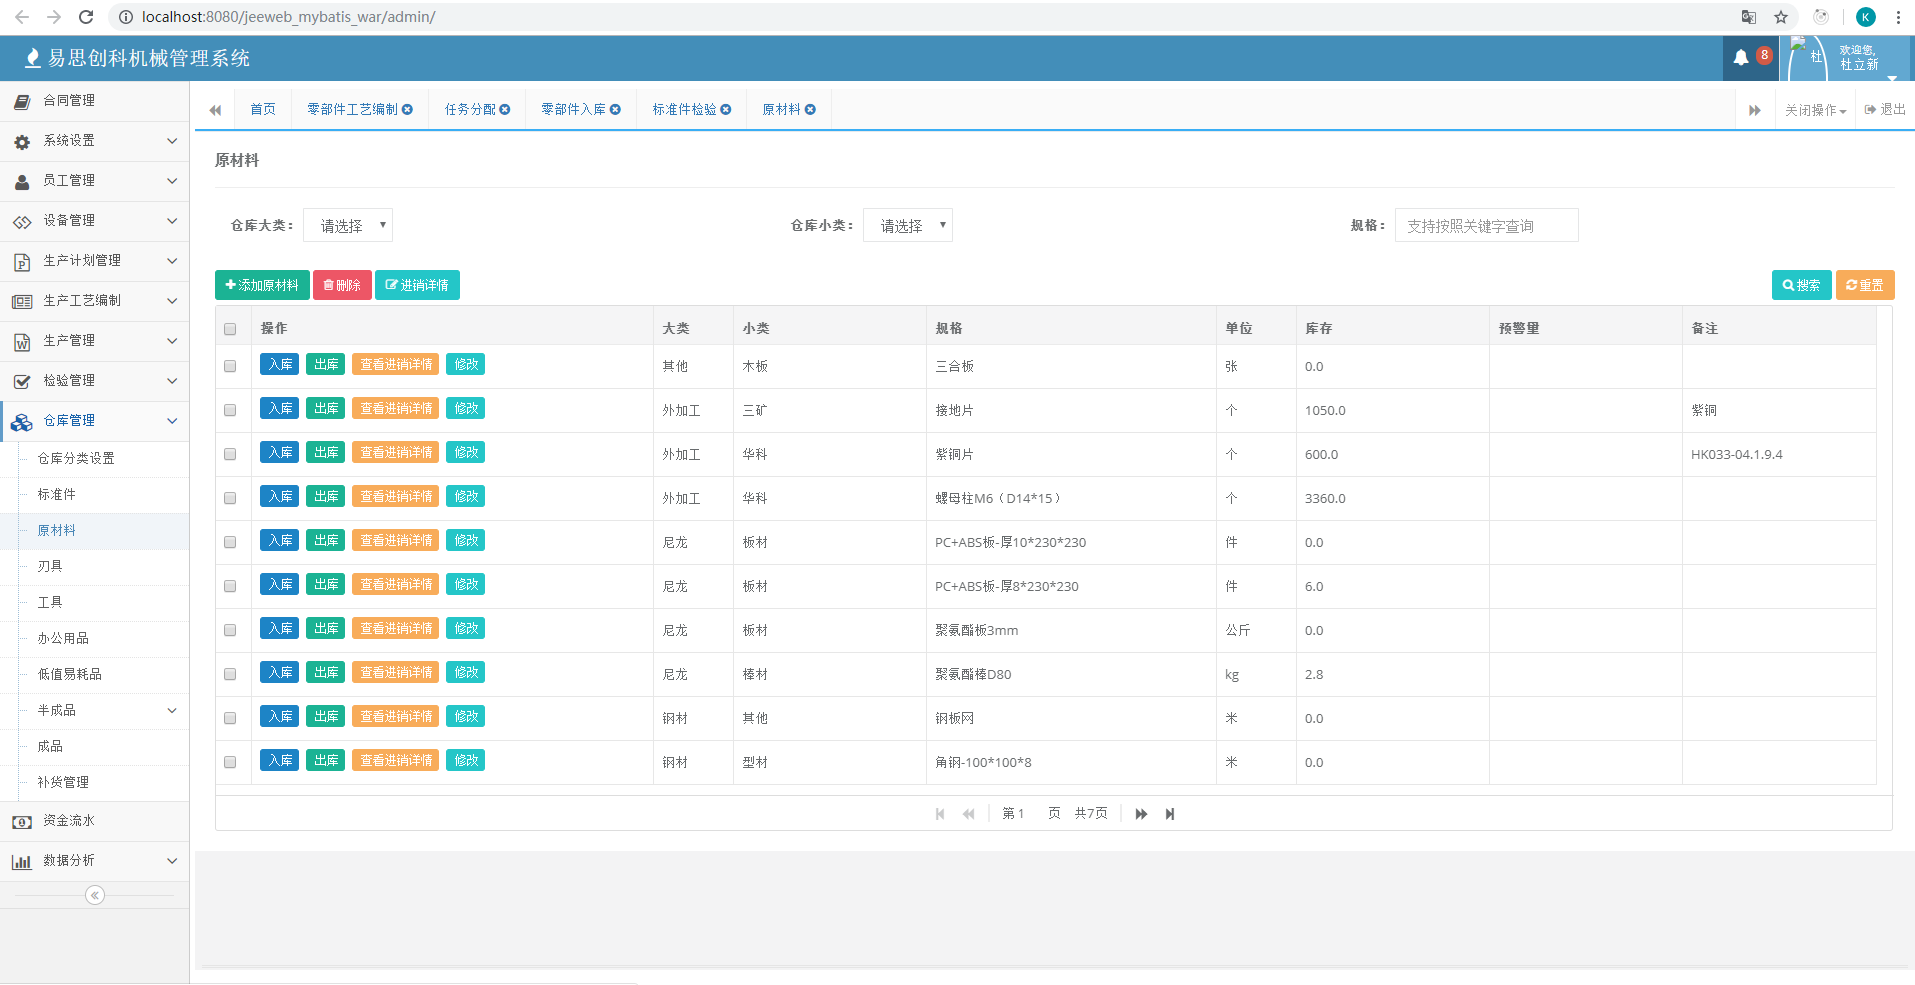 localhost:8080/jeeweb_mybatis_war/admin/
K
易思创科机械管理系统
8
杜
欢迎您,
杜立新
合同管理
系统设置
员工管理
设备管理
生产计划管理
生产工艺编制
生产管理
检验管理
仓库管理
仓库分类设置
标准件
原材料
刃具
工具
办公用品
低值易耗品
半成品
成品
补货管理
资金流水
数据分析
首页 零部件工艺编制 任务分配 零部件入库 标准件检验 原材料 关闭操作 退出
原材料
仓库大类： 请选择 仓库小类： 请选择 规格： 支持按照关键字查询
添加原材料 删除 进销详情 搜索 重置
操作 大类 小类 规格 单位 库存 预警量 备注
入库 出库 查看进销详情 修改 其他 木板 三合板 张 0.0
入库 出库 查看进销详情 修改 外加工 三矿 接地片 个 1050.0 紫铜
入库 出库 查看进销详情 修改 外加工 华科 紫铜片 个 600.0 HK033-04.1.9.4
入库 出库 查看进销详情 修改 外加工 华科 螺母柱M6（D14*15） 个 3360.0
入库 出库 查看进销详情 修改 尼龙 板材 PC+ABS板-厚10*230*230 件 0.0
入库 出库 查看进销详情 修改 尼龙 板材 PC+ABS板-厚8*230*230 件 6.0
入库 出库 查看进销详情 修改 尼龙 板材 聚氨酯板3mm 公斤 0.0
入库 出库 查看进销详情 修改 尼龙 棒材 聚氨酯棒D80 kg 2.8
入库 出库 查看进销详情 修改 钢材 其他 钢板网 米 0.0
入库 出库 查看进销详情 修改 钢材 型材 角钢-100*100*8 米 0.0
第 1 页 共7页